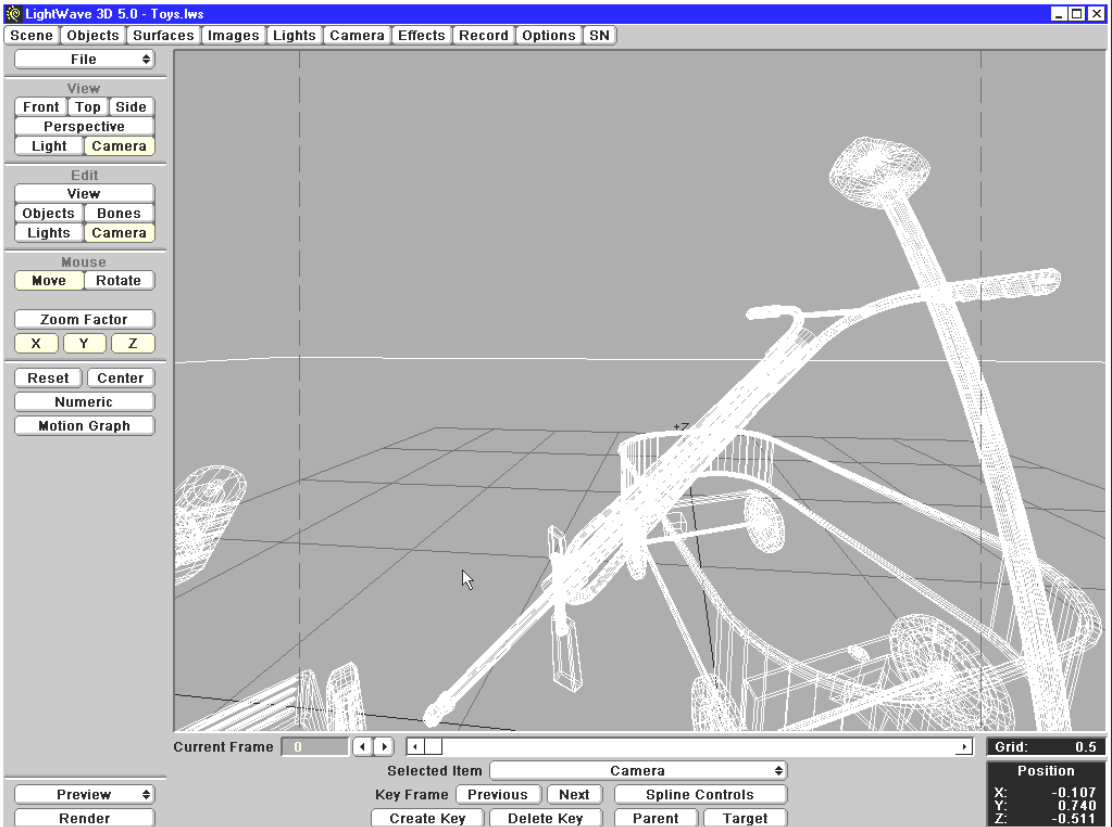 LightWave 3D 5.0 - Toys.lws
Scene Objects Surfaces Images Lights Camera Effects Record Options SN
File
View
Front Top Side
Perspective
Light Camera
Edit
View
Objects Bones
Lights Camera
Mouse
Move Rotate
Zoom Factor
X Y Z
Reset Center
Numeric
Motion Graph
+Z
Current Frame 0
Grid: 0.5
Selected Item Camera
Position
Preview
Key Frame Previous Next Spline Controls
X: -0.107
Y: 0.740
Render
Create Key Delete Key Parent Target
Z: -0.511